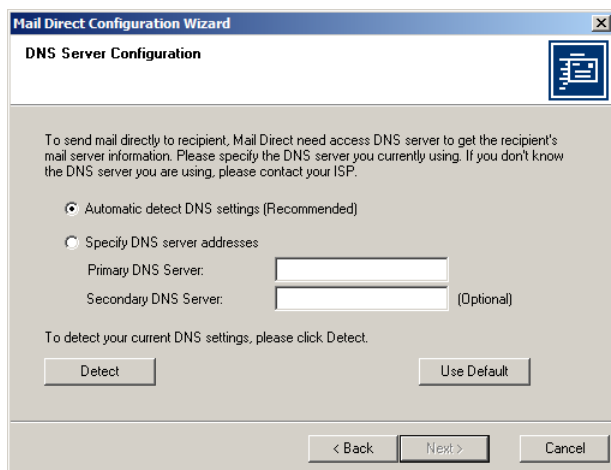 Mail Direct Configuration Wizard
DNS Server Configuration
To send mail directly to recipient, Mail Direct need access DNS server to get the recipient's
mail server information. Please specify the DNS server you currently using. If you don't know
the DNS server you are using, please contact your ISP.
Automatic detect DNS settings (Recommended)
Specify DNS server addresses
Primary DNS Server:
Secondary DNS Server: (Optional)
To detect your current DNS settings, please click Detect.
Detect Use Default
< Back Next > Cancel